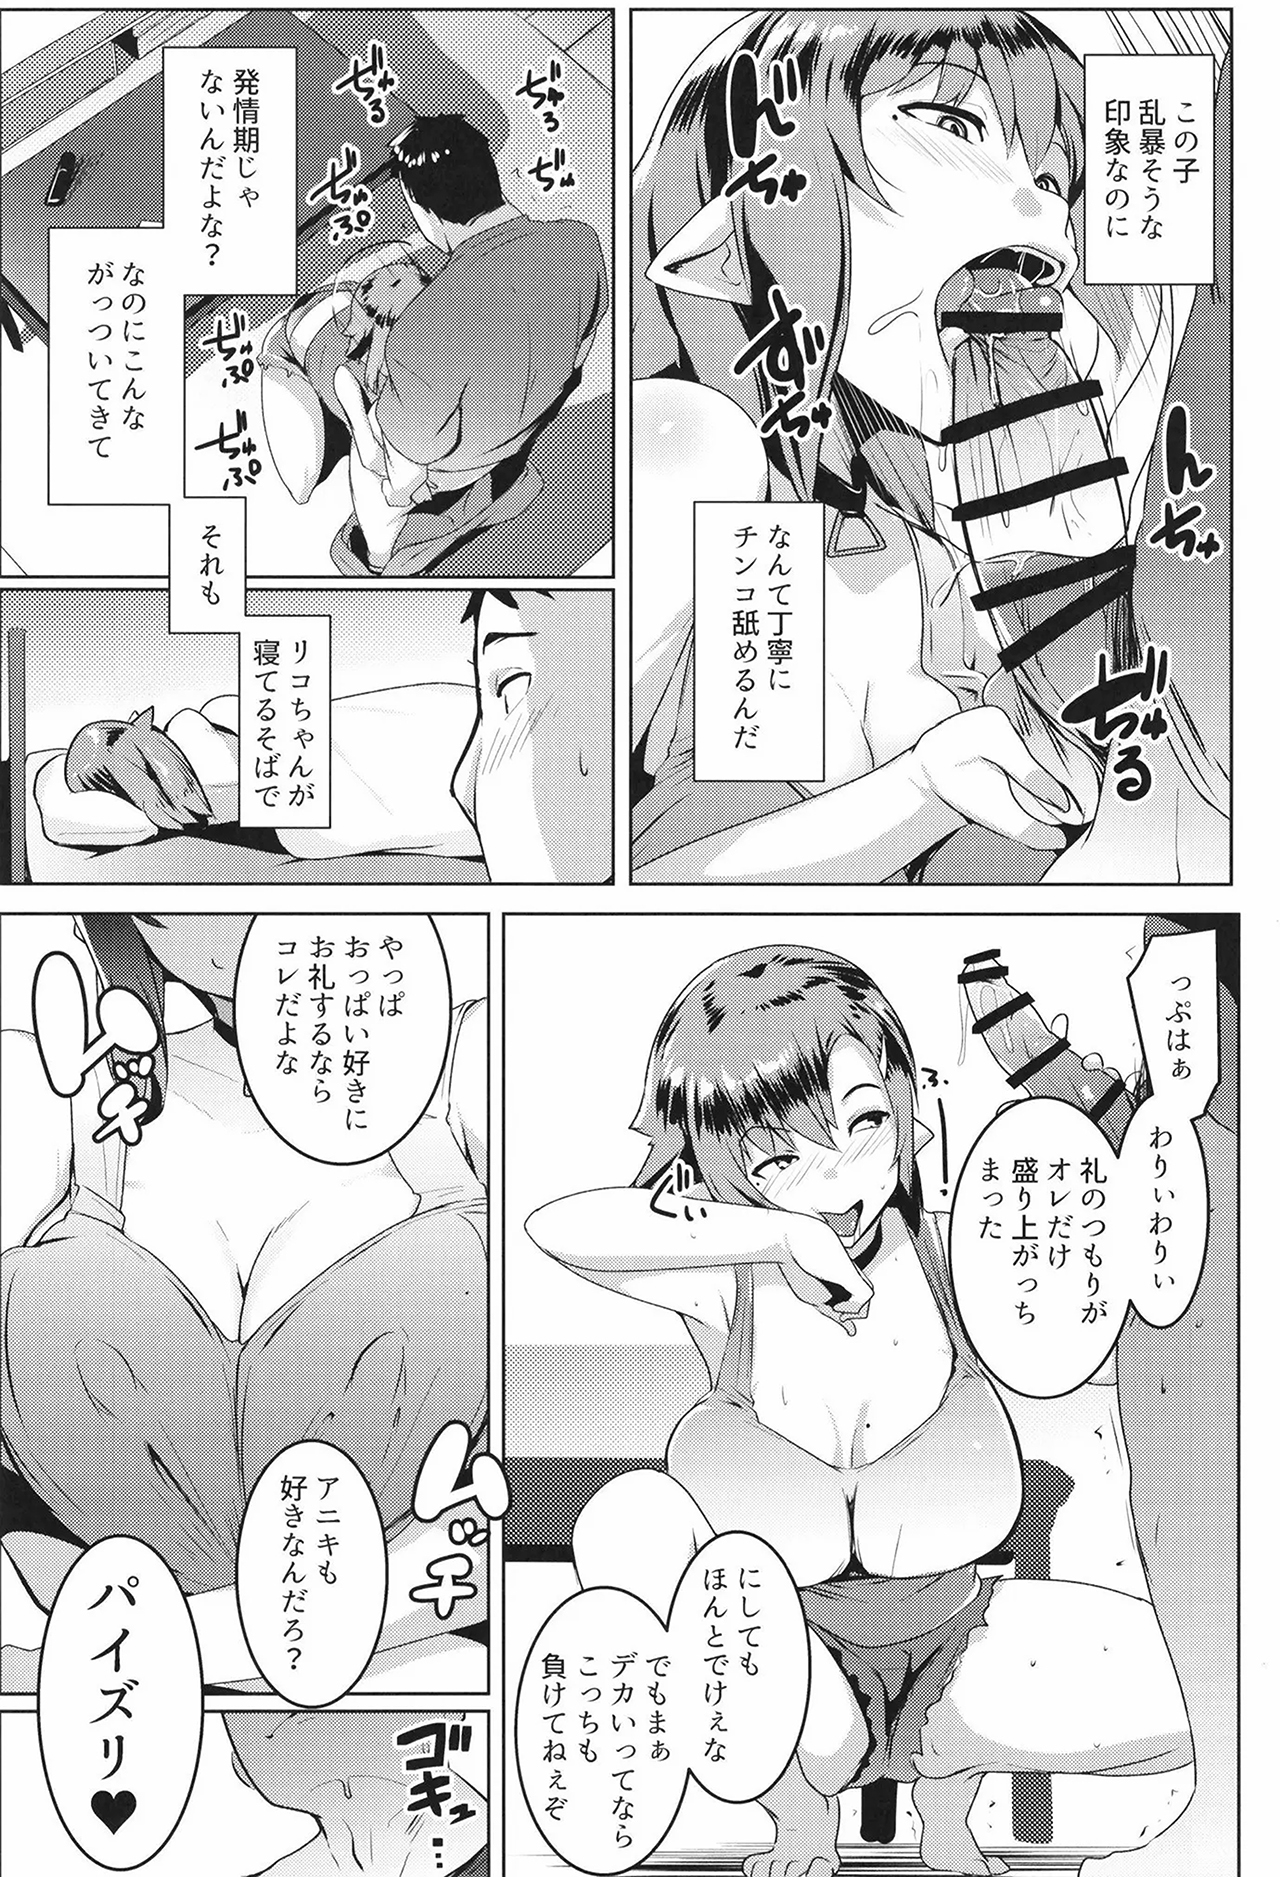 この子
乱暴そうな
印象なのに
なんて丁寧に
チンコ舐めるんだ
んぢゅ
ずぢゅ
んちゅ
ぢゅる
発情期じゃ
ないんだよな？
なのにこんな
がっついてきて
ぢゅる
ぢゅる
ぢゅぷ
ぢゅぷ
ぢゅぷ
それも
リコちゃんが
寝てるそばで
っぷはぁ
わりぃわりぃ
礼のつもりが
オレだけ
盛り上がっち
まった
ふー
ぐい
にしても
ほんとでけぇな
でもまぁ
デカいってなら
こっちも
負けてねぇぞ
やっぱ
おっぱい好きに
お礼するなら
コレだよな
ムンバチ
ムンバチ
アニキも
好きなんだろ？
パイズリ♥
ゴキュ…